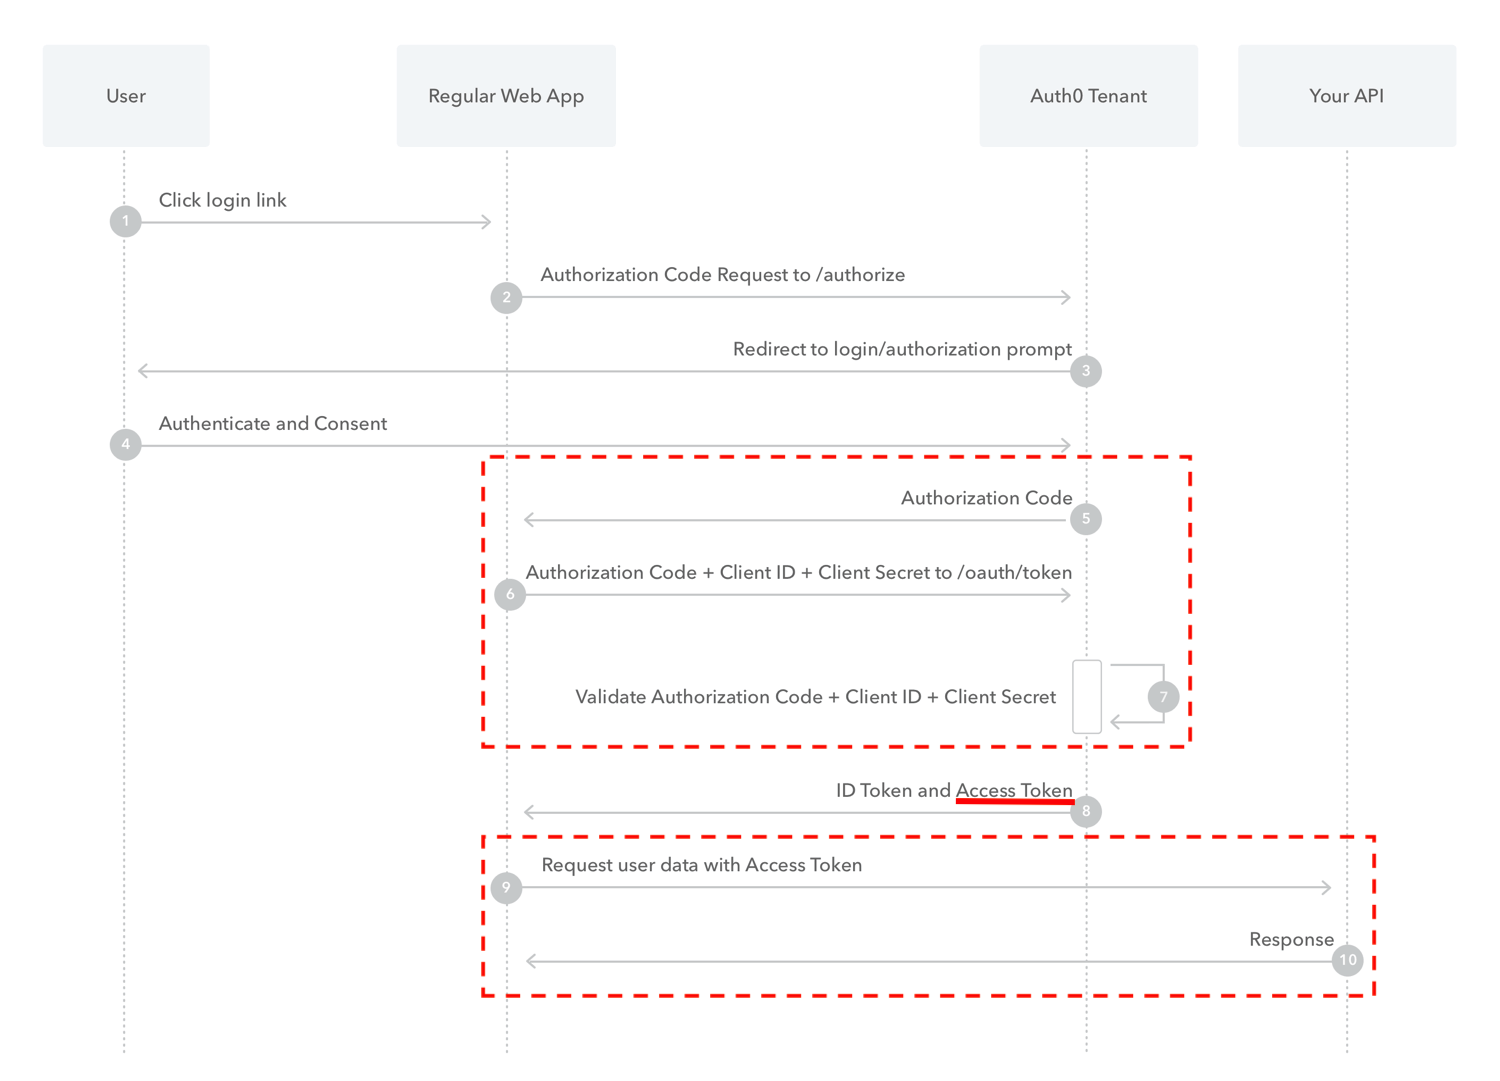 User
Regular Web App
Auth0 Tenant
Your API
Click login link
1
Authorization Code Request to /authorize
2
Redirect to login/authorization prompt
3
Authenticate and Consent
4
Authorization Code
5
Authorization Code + Client ID + Client Secret to /oauth/token
6
Validate Authorization Code + Client ID + Client Secret
7
ID Token and Access Token
8
Request user data with Access Token
9
Response
10